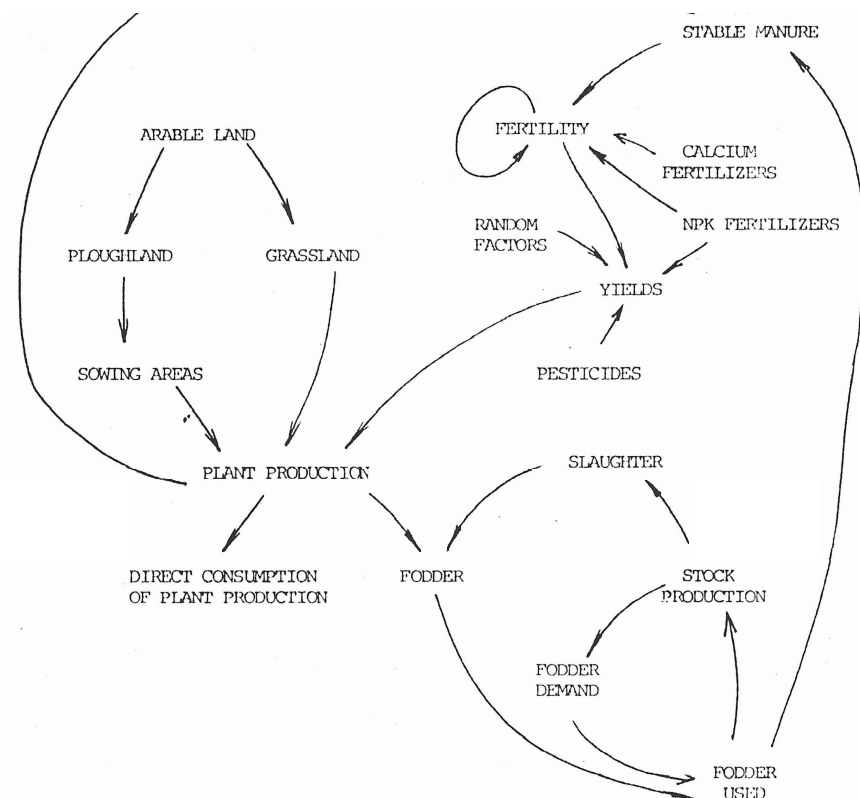 STABLE MANURE
FERTILITY
ARABLE LAND
CALCIUM
FERTILIZERS
RANDOM
FACTORS
NPK FERTILIZERS
PLOUGHLAND
GRASSLAND
YIELDS
SOWING AREAS
PESTICIDES
PLANT PRODUCTION
SLAUGHTER
DIRECT CONSUMPTION
OF PLANT PRODUCTION
FODDER
STOCK
PRODUCTION
FODDER
DEMAND
FODDER
USED